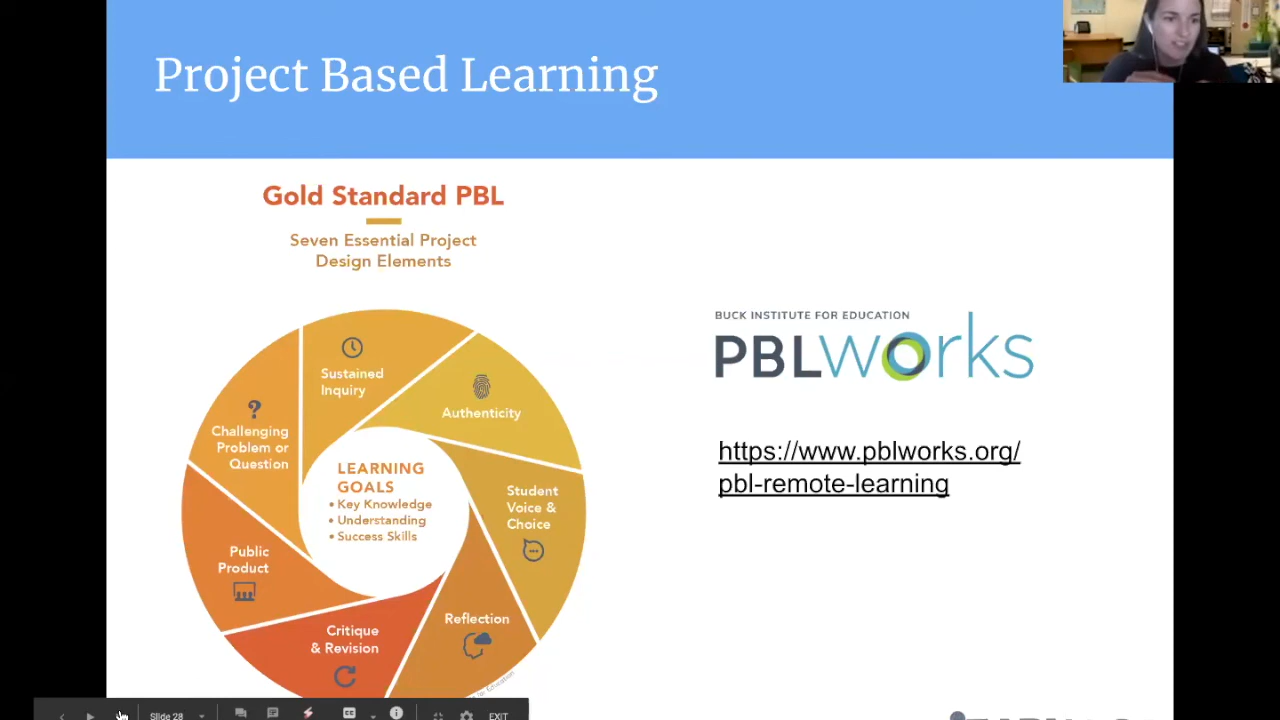 Project Based Learning
Gold Standard PBL
Seven Essential Project
Design Elements
Sustained
Inquiry
Authenticity
?
Challenging
Problem or
Question
LEARNING
GOALS
• Key Knowledge
• Understanding
• Success Skills
Student
Voice &
Choice
Public
Product
Reflection
Critique
& Revision
BUCK INSTITUTE FOR EDUCATION
PBLWorks
https://www.pblworks.org/
pbl-remote-learning
for Education
Slide 28
EXIT